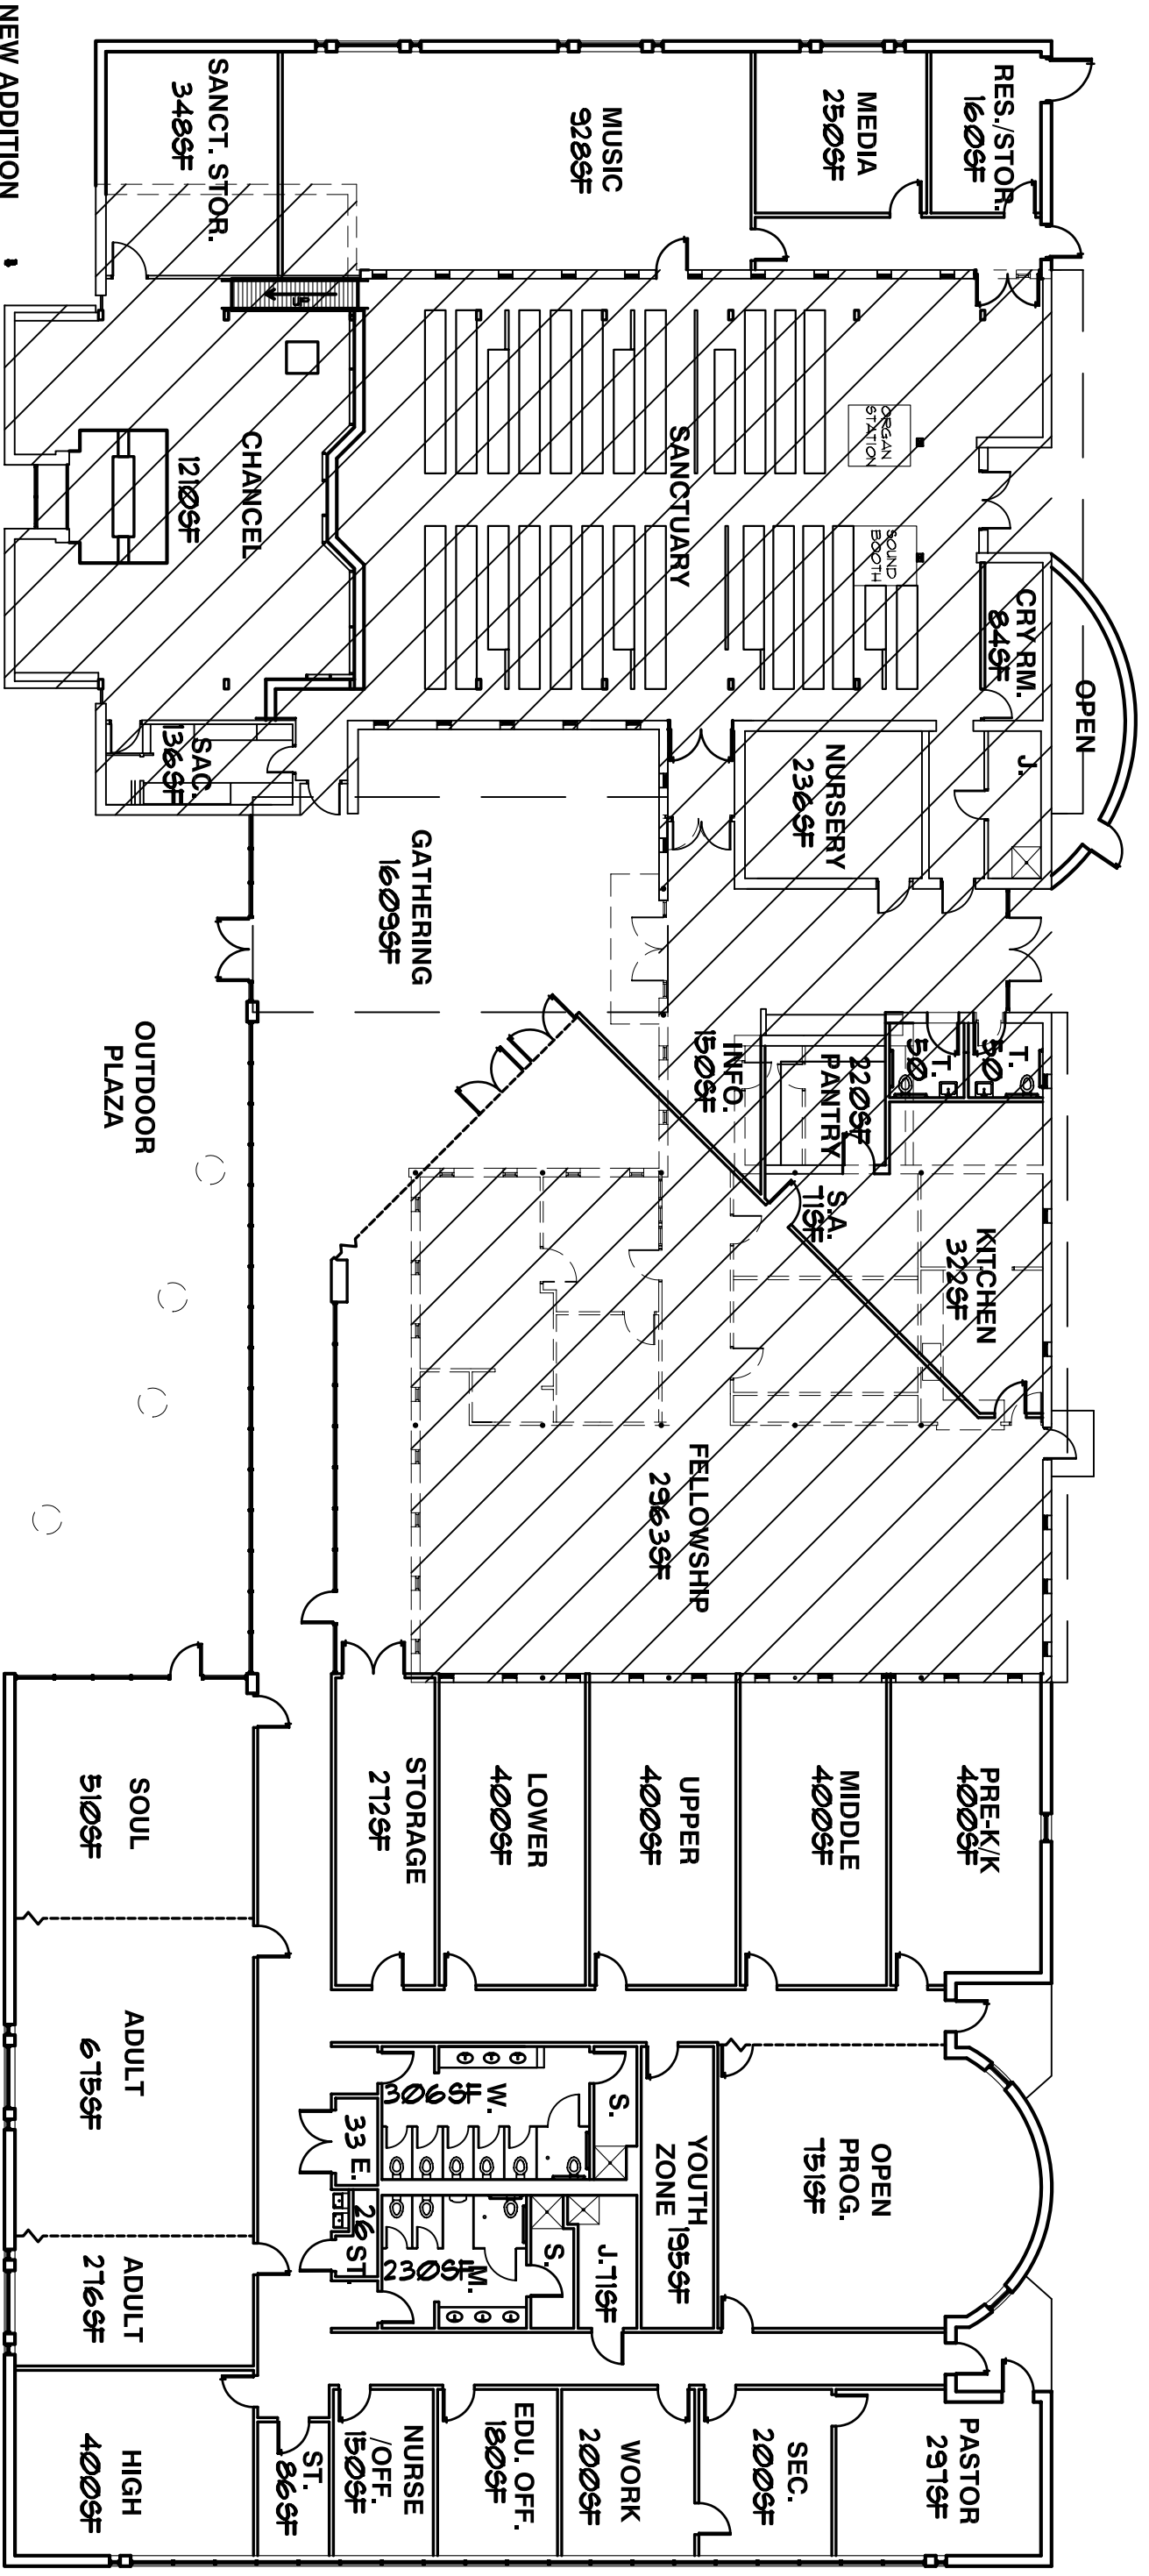 NEW ADDITION
RES./STOR.
160SF
MEDIA
250SF
MUSIC
928SF
SANCT. STOR.
348SF
UP
ORGAN
STATION
SANCTUARY
CHANCEL
1210SF
SOUND
BOOTH
CRY RM.
84SF
OPEN
J.
NURSERY
236SF
SAC.
136SF
GATHERING
1609SF
T.
50
T.
50
220SF
PANTRY
INFO.
150SF
OUTDOOR
PLAZA
S.A.
71SF
KITCHEN
322SF
FELLOWSHIP
2963SF
PRE-K/K
400SF
MIDDLE
400SF
UPPER
400SF
LOWER
400SF
STORAGE
272SF
SOUL
510SF
ADULT
675SF
OPEN
PROG.
751SF
YOUTH
ZONE 195SF
S.
W.
306SF
33 E.
26 ST.
J. 71SF
S.
M.
230SF
ADULT
276SF
PASTOR
297SF
SEC.
200SF
WORK
200SF
EDU. OFF.
180SF
NURSE
/OFF.
150SF
ST.
86SF
HIGH
400SF